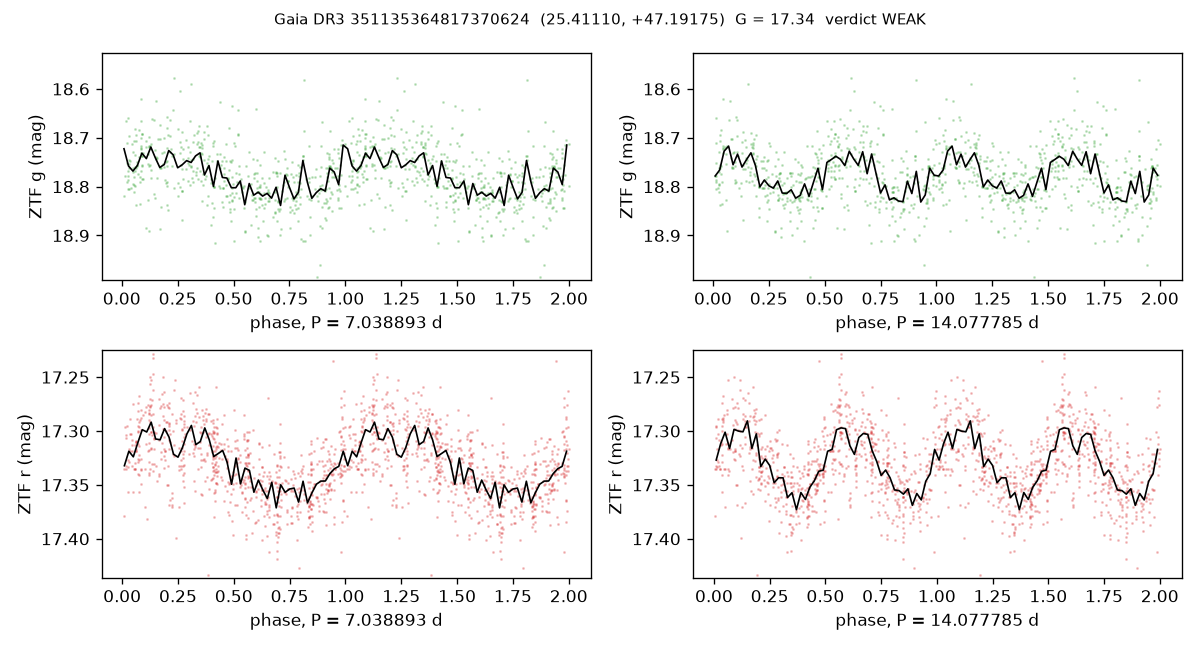 Gaia DR3 351135364817370624 (25.41110, +47.19175) G = 17.34 verdict WEAK
ZTF g (mag)
18.6
18.7
18.8
18.9
0.00 0.25 0.50 0.75 1.00 1.25 1.50 1.75 2.00
phase, P = 7.038893 d
ZTF g (mag)
18.6
18.7
18.8
18.9
0.00 0.25 0.50 0.75 1.00 1.25 1.50 1.75 2.00
phase, P = 14.077785 d
ZTF r (mag)
17.25
17.30
17.35
17.40
0.00 0.25 0.50 0.75 1.00 1.25 1.50 1.75 2.00
phase, P = 7.038893 d
ZTF r (mag)
17.25
17.30
17.35
17.40
0.00 0.25 0.50 0.75 1.00 1.25 1.50 1.75 2.00
phase, P = 14.077785 d